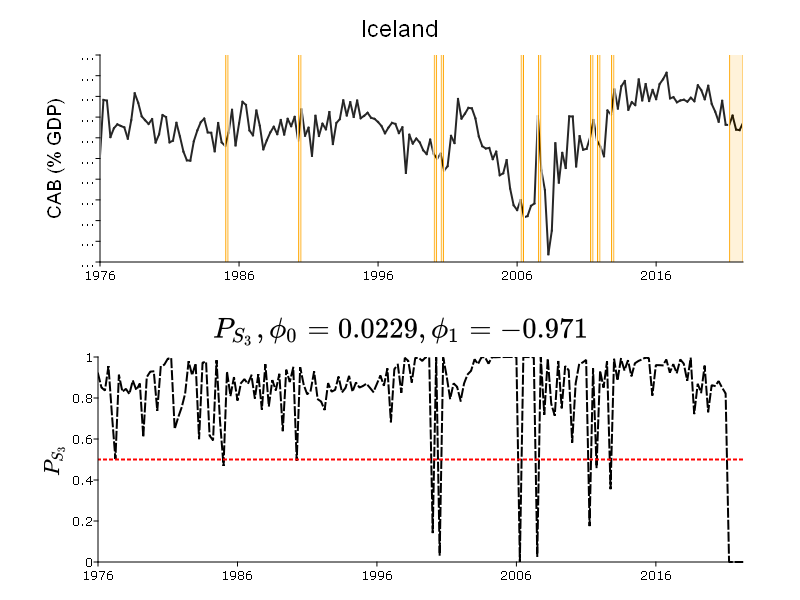 Iceland
CAB (% GDP)
...
...
...
...
...
...
...
...
...
...
...
1976 1986 1996 2006 2016
P_{S_3}, ϕ_0 = 0.0229, ϕ_1 = −0.971
P_{S_3}
1
0.8
0.6
0.4
0.2
0
1976 1986 1996 2006 2016